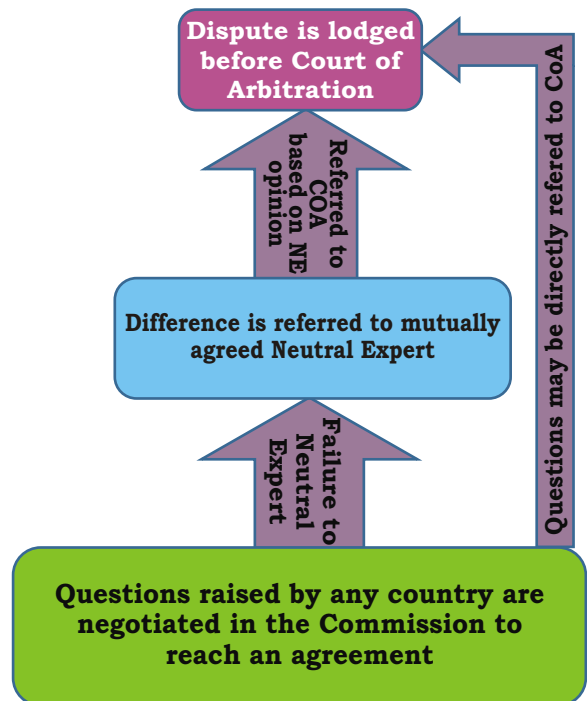 Dispute is lodged
before Court of
Arbitration
Referred to
COA
based on NE
opinion
Questions may be directly refered to CoA
Difference is referred to mutually
agreed Neutral Expert
Failure to
Neutral
Expert
Questions raised by any country are
negotiated in the Commission to
reach an agreement